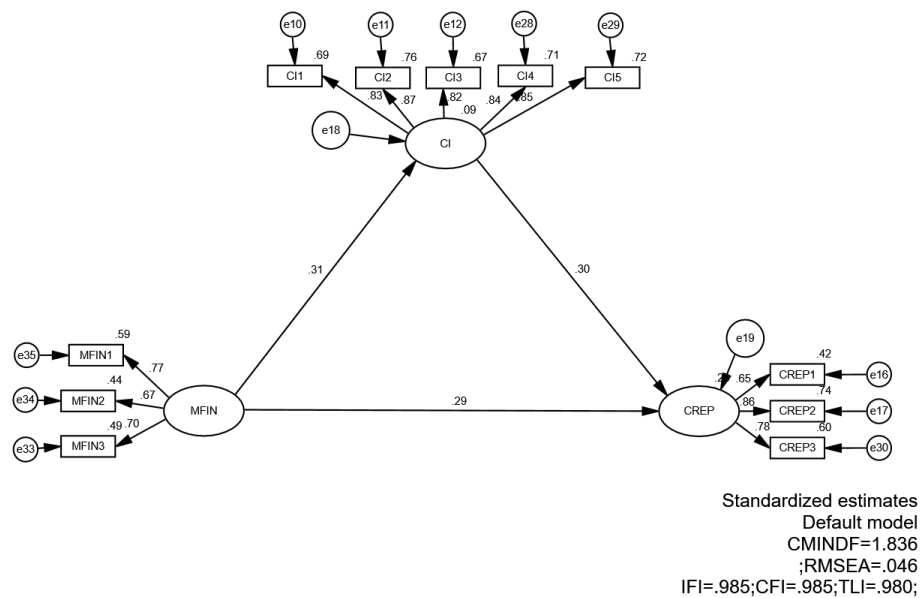 e10
e11
e12
e28
e29
.69
.76
.67
.71
.72
CI1
CI2
CI3
CI4
CI5
.83
.87
.82
.84
.85
.09
e18
CI
.31
.30
.59
e35
MFIN1
.77
.44
e34
MFIN2
.67
MFIN
.49
.70
e33
MFIN3
.29
e19
.42
.65
CREP1
e16
.74
CREP
.86
CREP2
e17
.78
.60
CREP3
e30
Standardized estimates
Default model
CMINDF=1.836
;RMSEA=.046
IFI=.985;CFI=.985;TLI=.980;